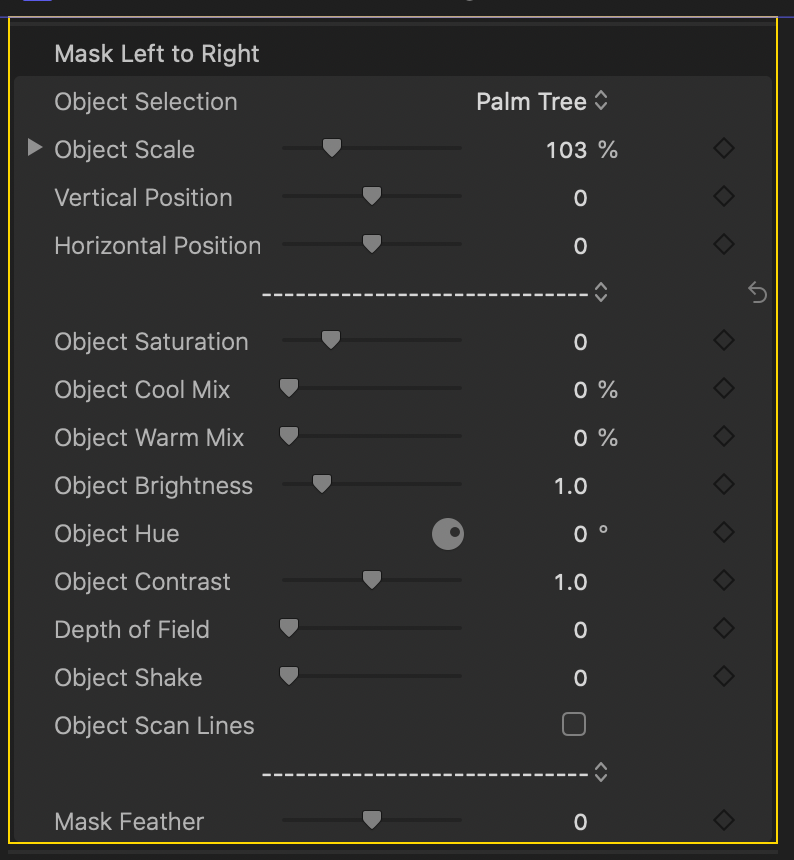 Mask Left to Right
Object Selection Palm Tree
Object Scale 103 %
Vertical Position 0
Horizontal Position 0
----------------------------------
Object Saturation 0
Object Cool Mix 0 %
Object Warm Mix 0 %
Object Brightness 1.0
Object Hue 0 °
Object Contrast 1.0
Depth of Field 0
Object Shake 0
Object Scan Lines
----------------------------------
Mask Feather 0